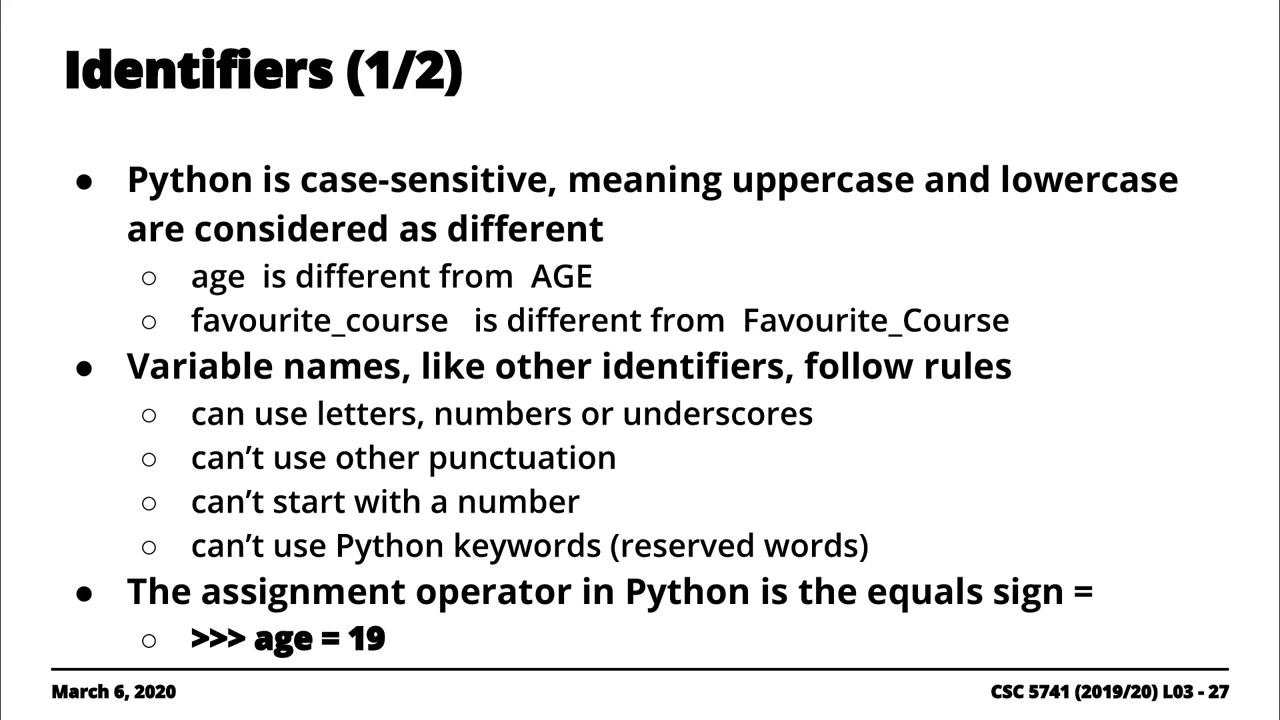 Identifiers (1/2)
● Python is case-sensitive, meaning uppercase and lowercase
are considered as different
○ age is different from AGE
○ favourite_course is different from Favourite_Course
● Variable names, like other identifiers, follow rules
○ can use letters, numbers or underscores
○ can’t use other punctuation
○ can’t start with a number
○ can’t use Python keywords (reserved words)
● The assignment operator in Python is the equals sign =
○ >>> age = 19
March 6, 2020
CSC 5741 (2019/20) L03 - 27